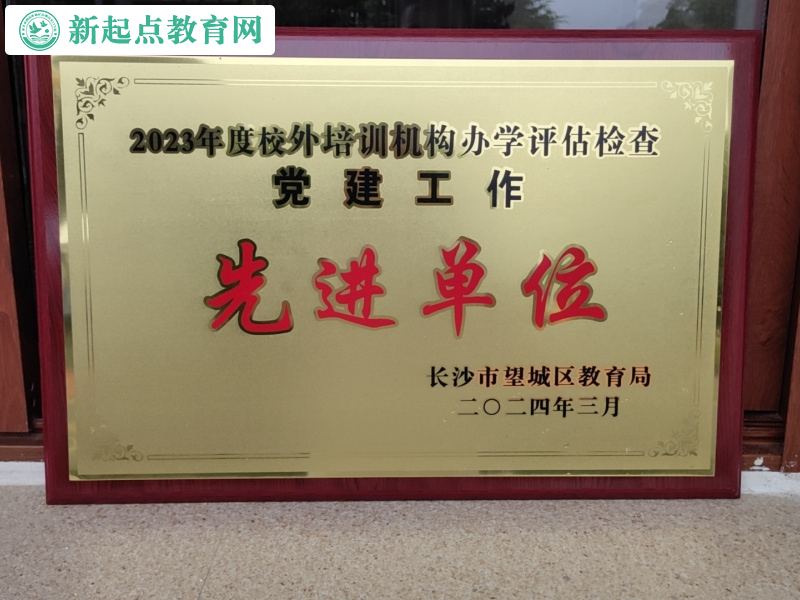 新起点教育网
2023年度校外培训机构办学评估检查
党建工作
先进单位
长沙市望城区教育局
二〇二四年三月